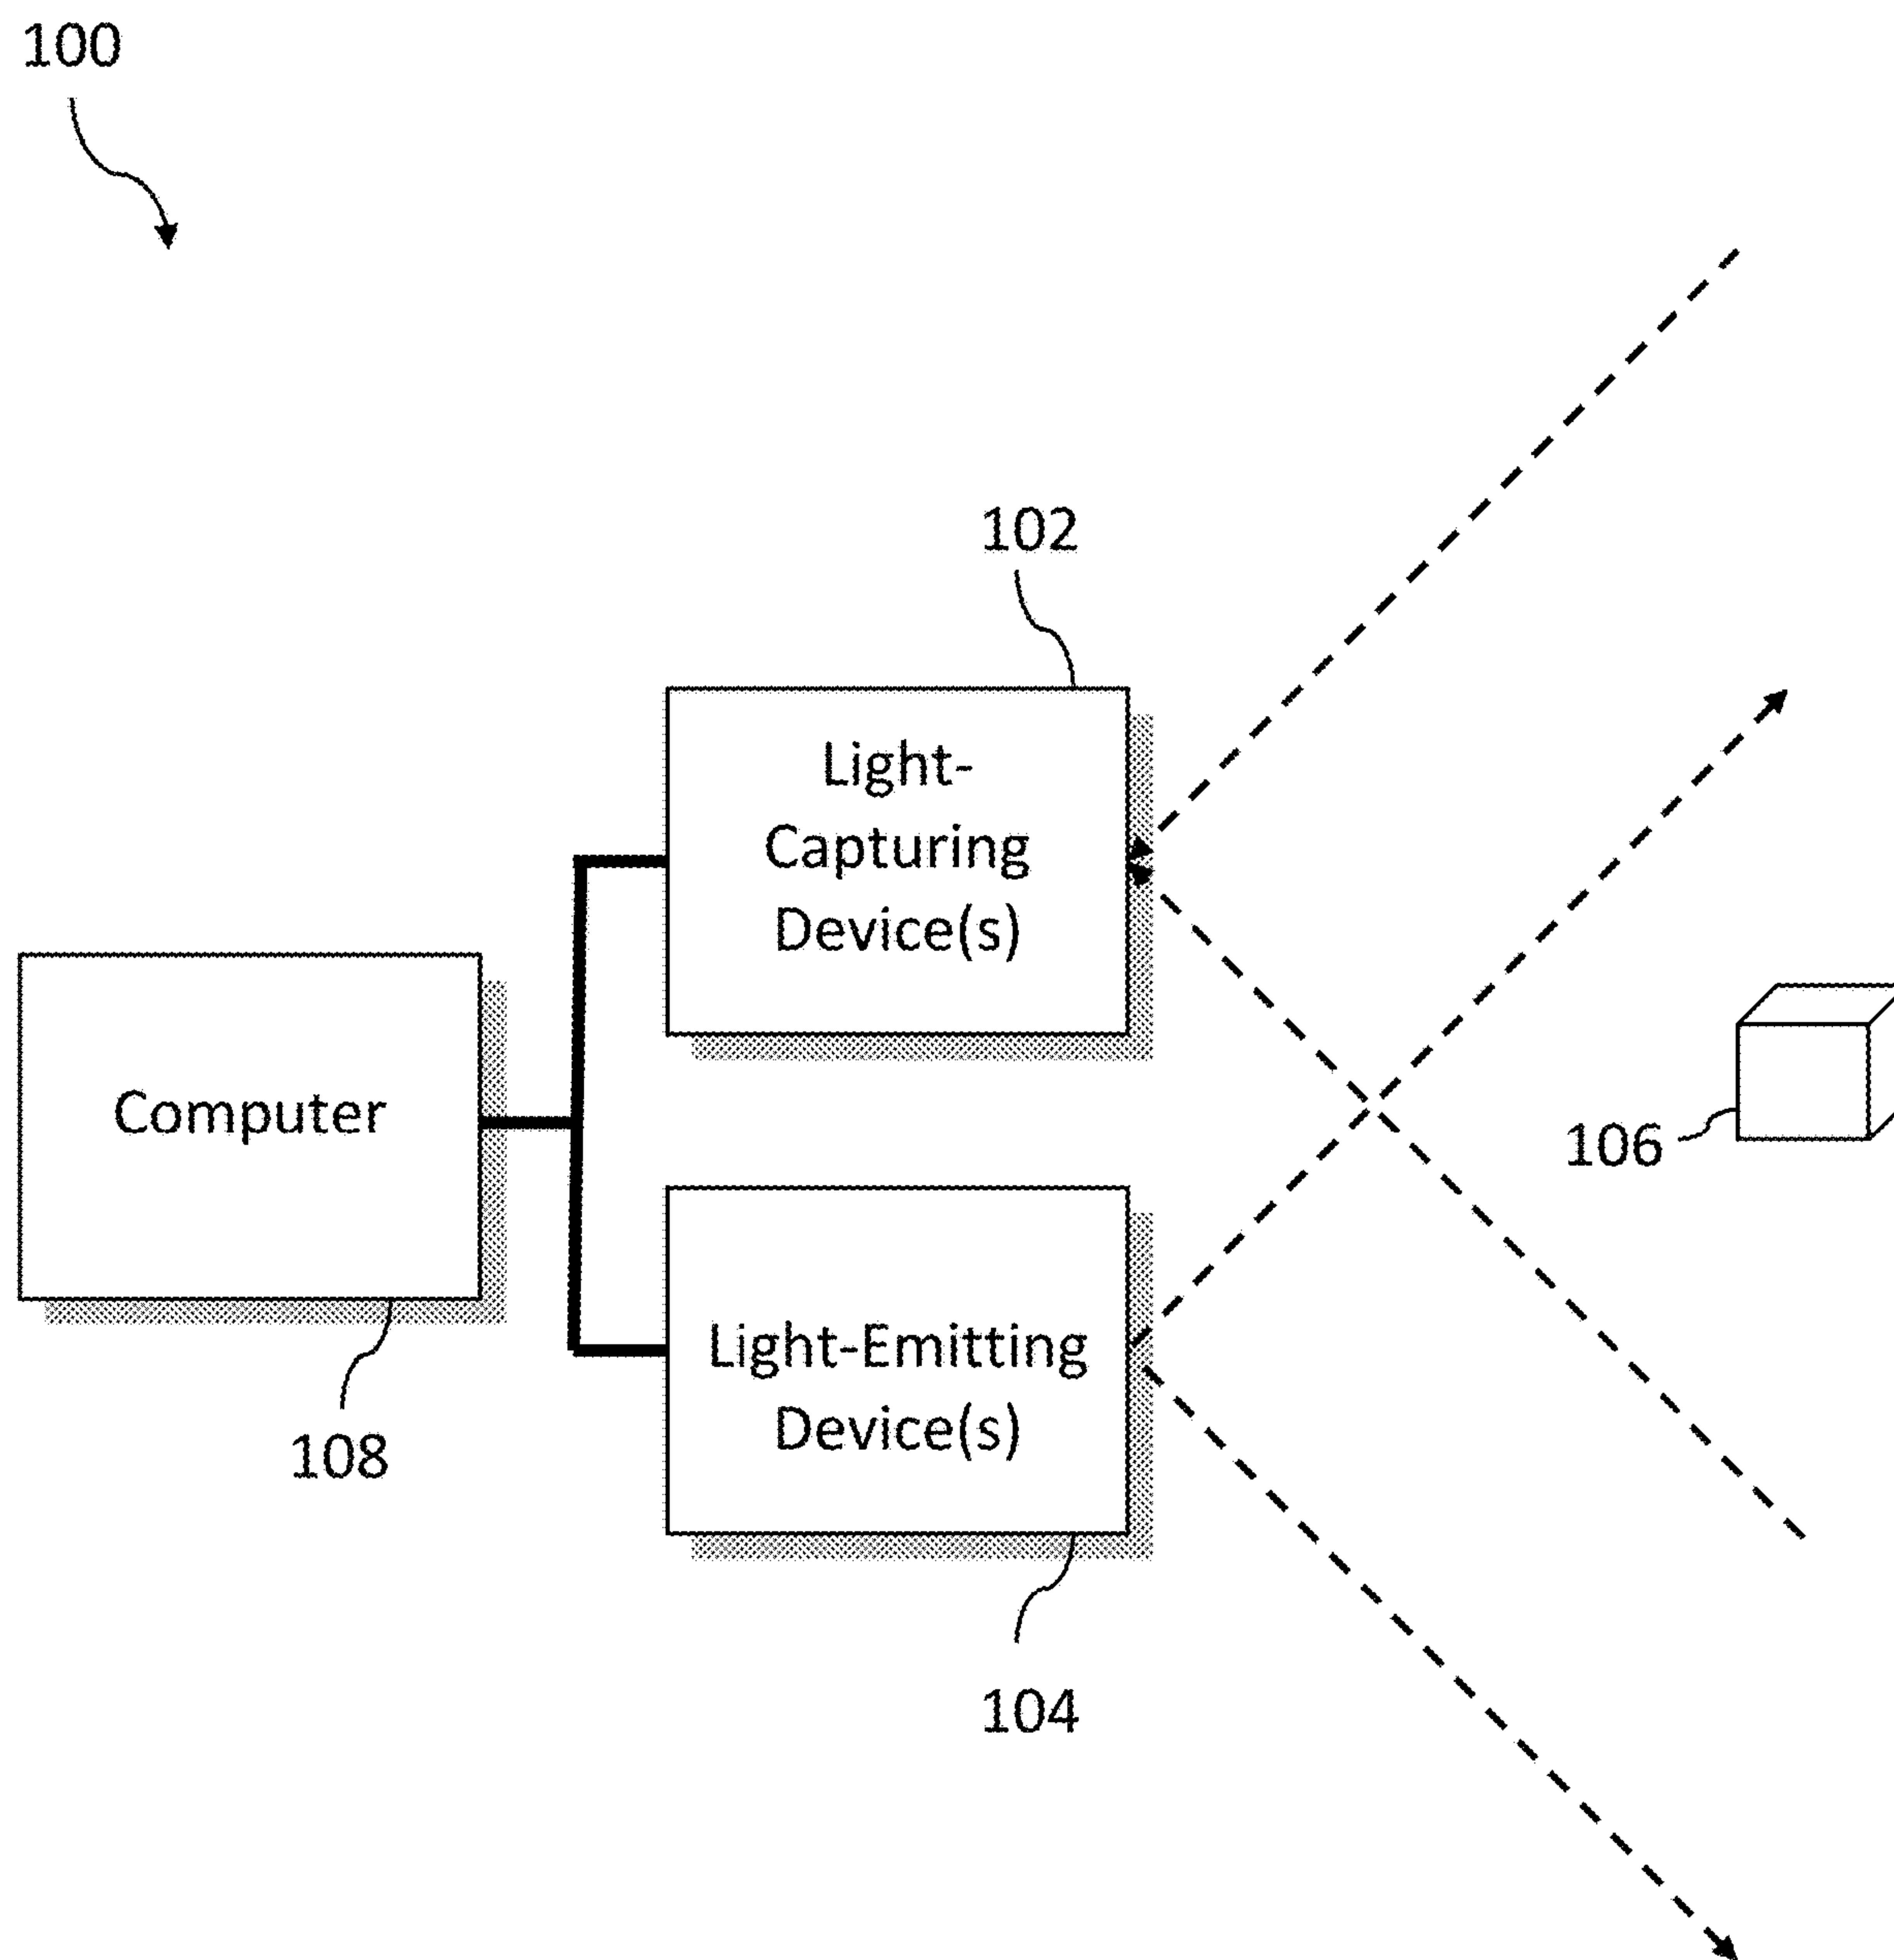 100
102
Light-
Capturing
Device(s)
Computer
106
Light-Emitting
Device(s)
108
104